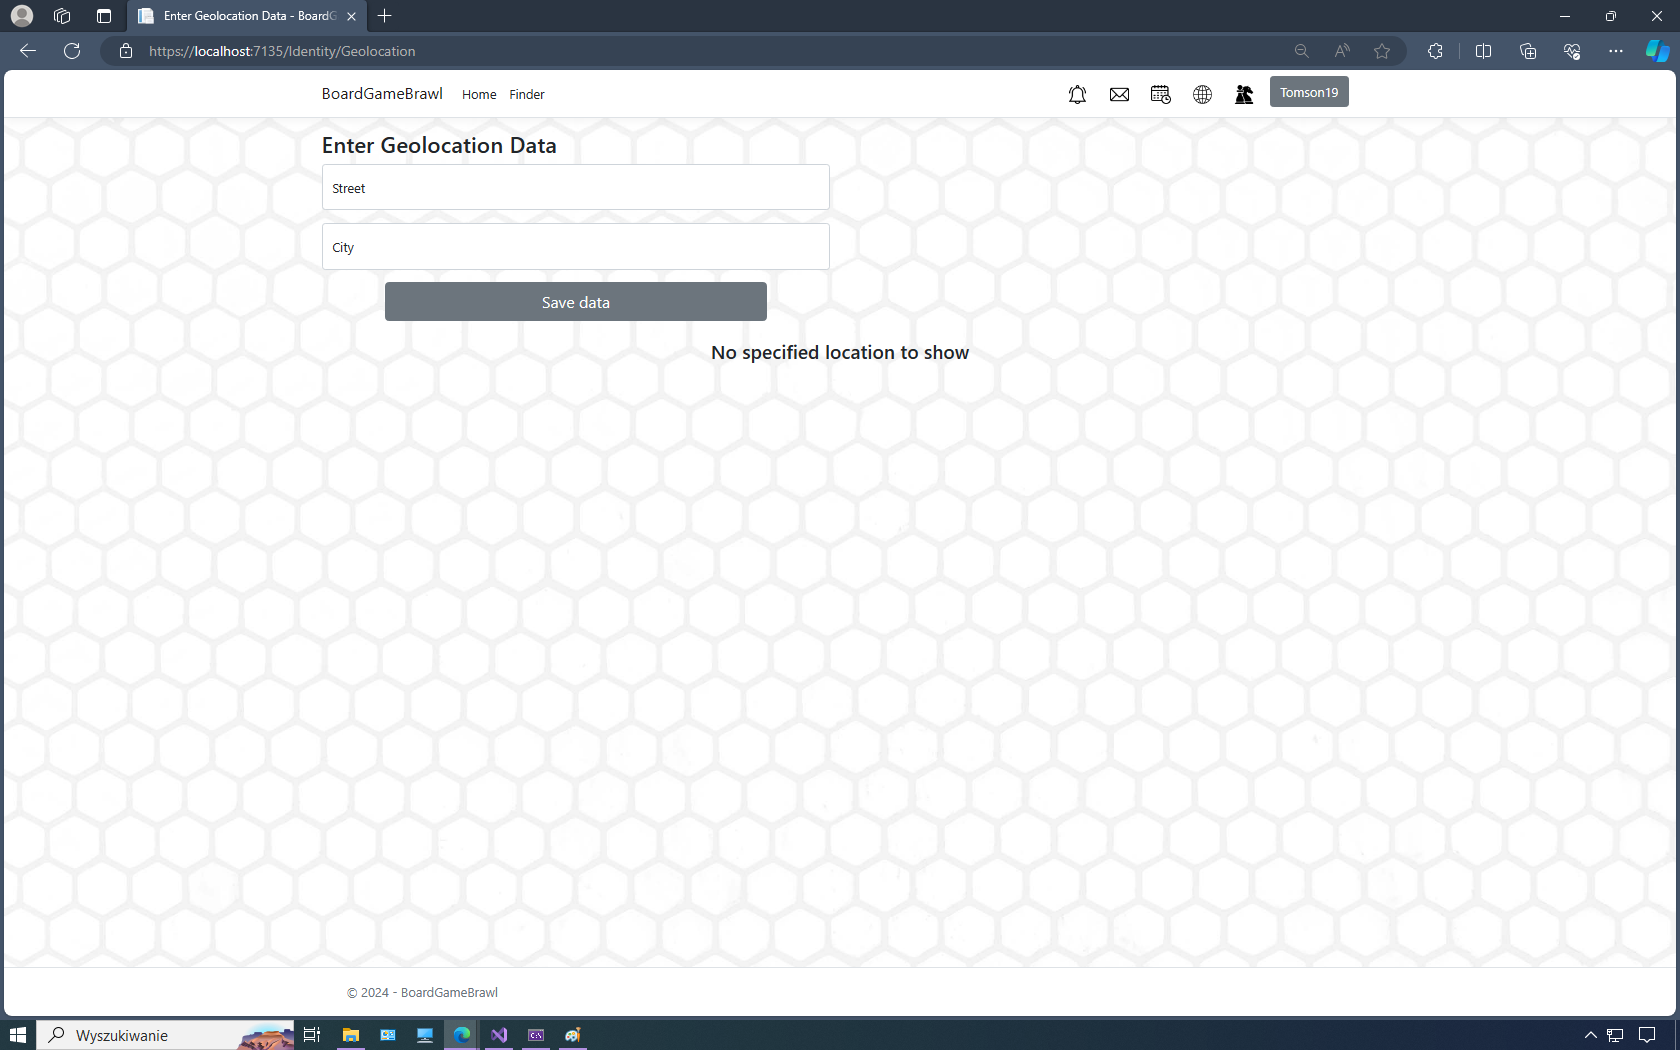 Enter Geolocation Data - BoardG
https://localhost:7135/Identity/Geolocation
BoardGameBrawl Home Finder Tomson19
Enter Geolocation Data
Street
City
Save data
No specified location to show
© 2024 - BoardGameBrawl
Wyszukiwanie